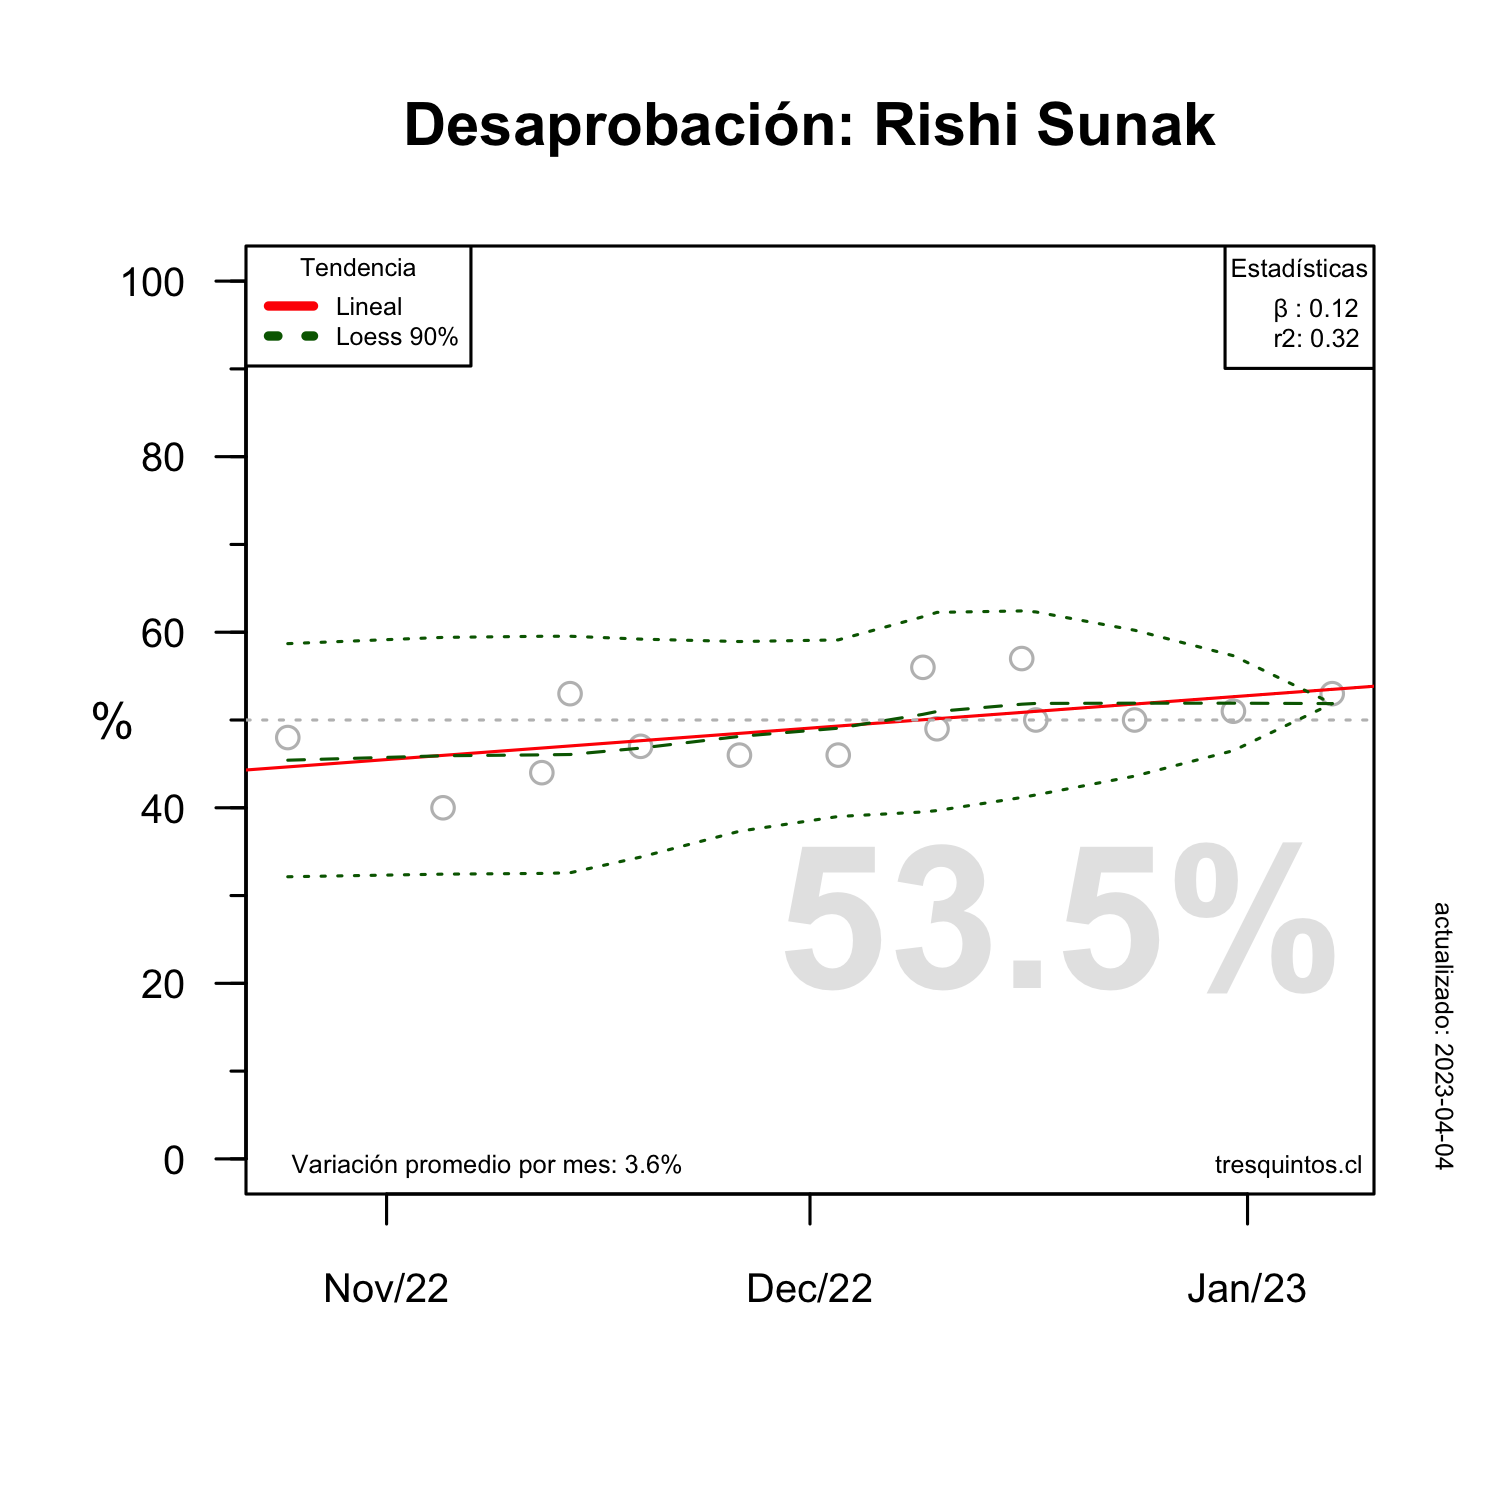 Desaprobación: Rishi Sunak
Tendencia
Lineal
Loess 90%
Estadísticas
β : 0.12
r2: 0.32
100
80
60
%
40
20
0
53.5%
Variación promedio por mes: 3.6%
tresquintos.cl
actualizado: 2023-04-04
Nov/22
Dec/22
Jan/23